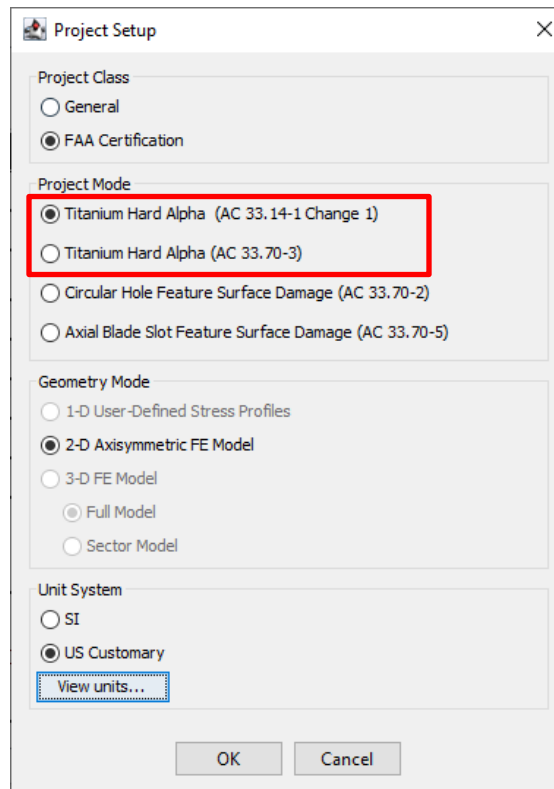 Project Setup
Project Class
General
FAA Certification
Project Mode
Titanium Hard Alpha  (AC 33.14-1 Change 1)
Titanium Hard Alpha (AC 33.70-3)
Circular Hole Feature Surface Damage (AC 33.70-2)
Axial Blade Slot Feature Surface Damage (AC 33.70-5)
Geometry Mode
1-D User-Defined Stress Profiles
2-D Axisymmetric FE Model
3-D FE Model
Full Model
Sector Model
Unit System
SI
US Customary
View units...
OK Cancel